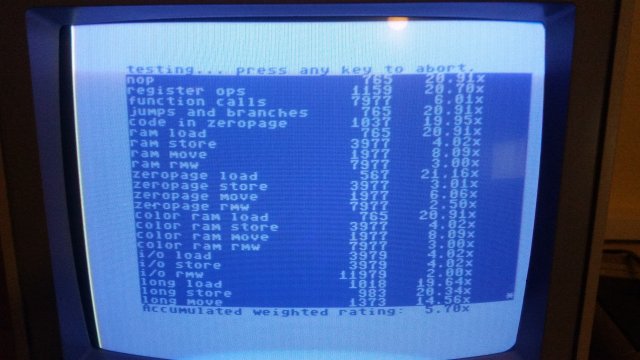 testing... press any key to abort.
nop 765 20.91x
register ops 1159 20.70x
function calls 7977 6.01x
jumps and branches 765 20.91x
code in zeropage 1037 19.95x
ram load 765 20.91x
ram store 3977 4.02x
ram move 1977 8.09x
ram rmw 7977 3.00x
zeropage load 567 21.16x
zeropage store 3977 3.01x
zeropage move 1977 6.06x
zeropage rmw 7977 2.50x
color ram load 765 20.91x
color ram store 3977 4.02x
color ram move 1977 8.09x
color ram rmw 7977 3.00x
i/o load 3979 4.02x
i/o store 3979 4.02x
i/o rmw 11979 2.00x
long load 1018 19.64x
long store 983 20.34x
long move 1373 14.56x
Accumulated weighted rating: 5.70x